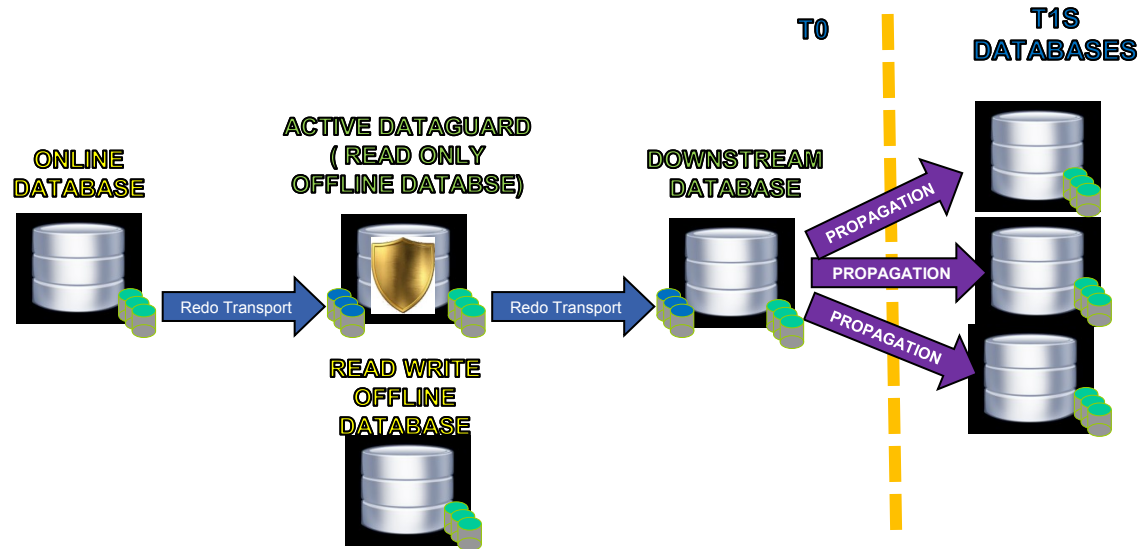 T0
T1S
DATABASES
ONLINE
DATABASE
ACTIVE DATAGUARD
( READ ONLY
OFFLINE DATABSE)
DOWNSTREAM
DATABASE
Redo Transport
Redo Transport
PROPAGATION
PROPAGATION
PROPAGATION
READ WRITE
OFFLINE
DATABASE